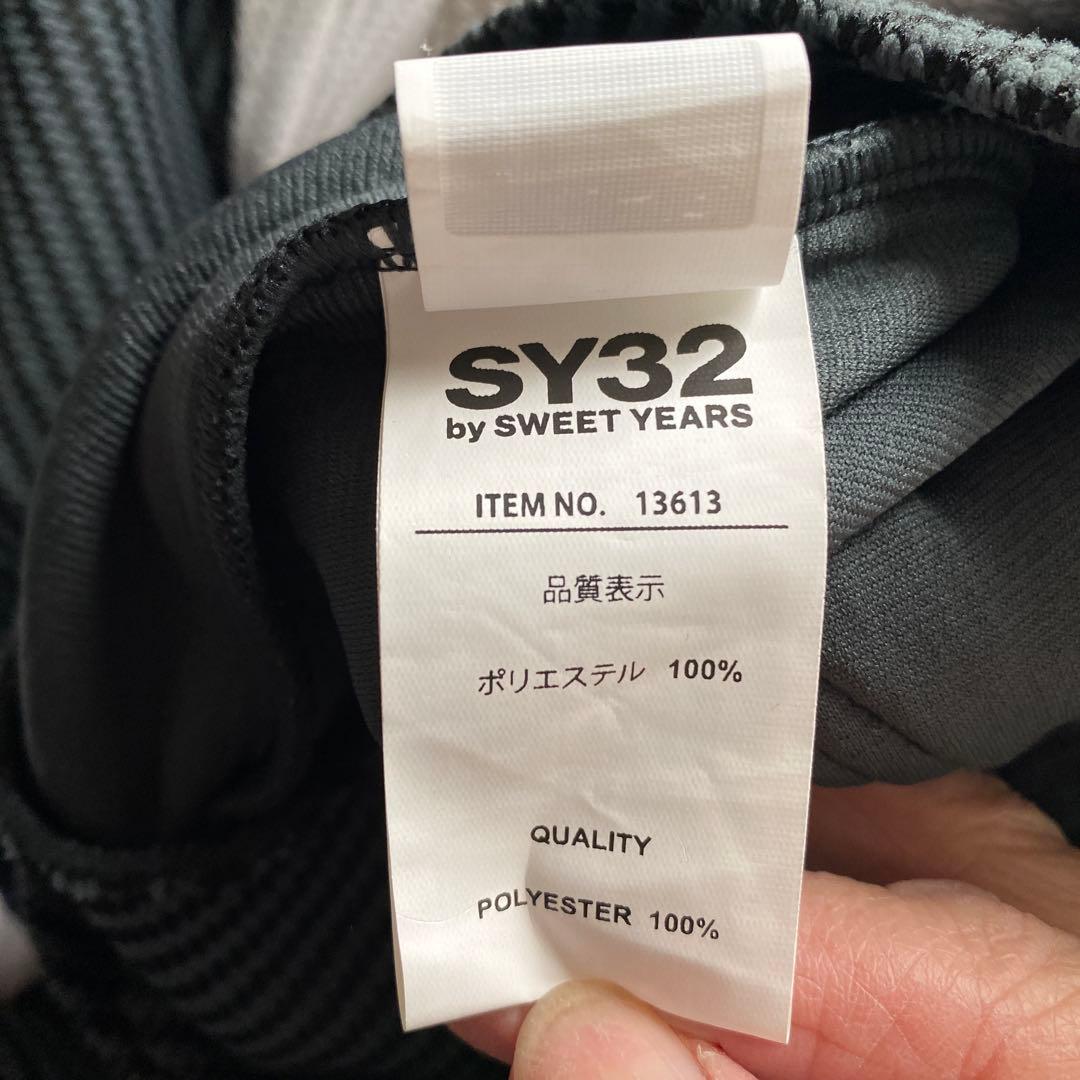 SY32
by SWEET YEARS
ITEM NO. 13613
品質表示
ポリエステル 100%
QUALITY
POLYESTER 100%